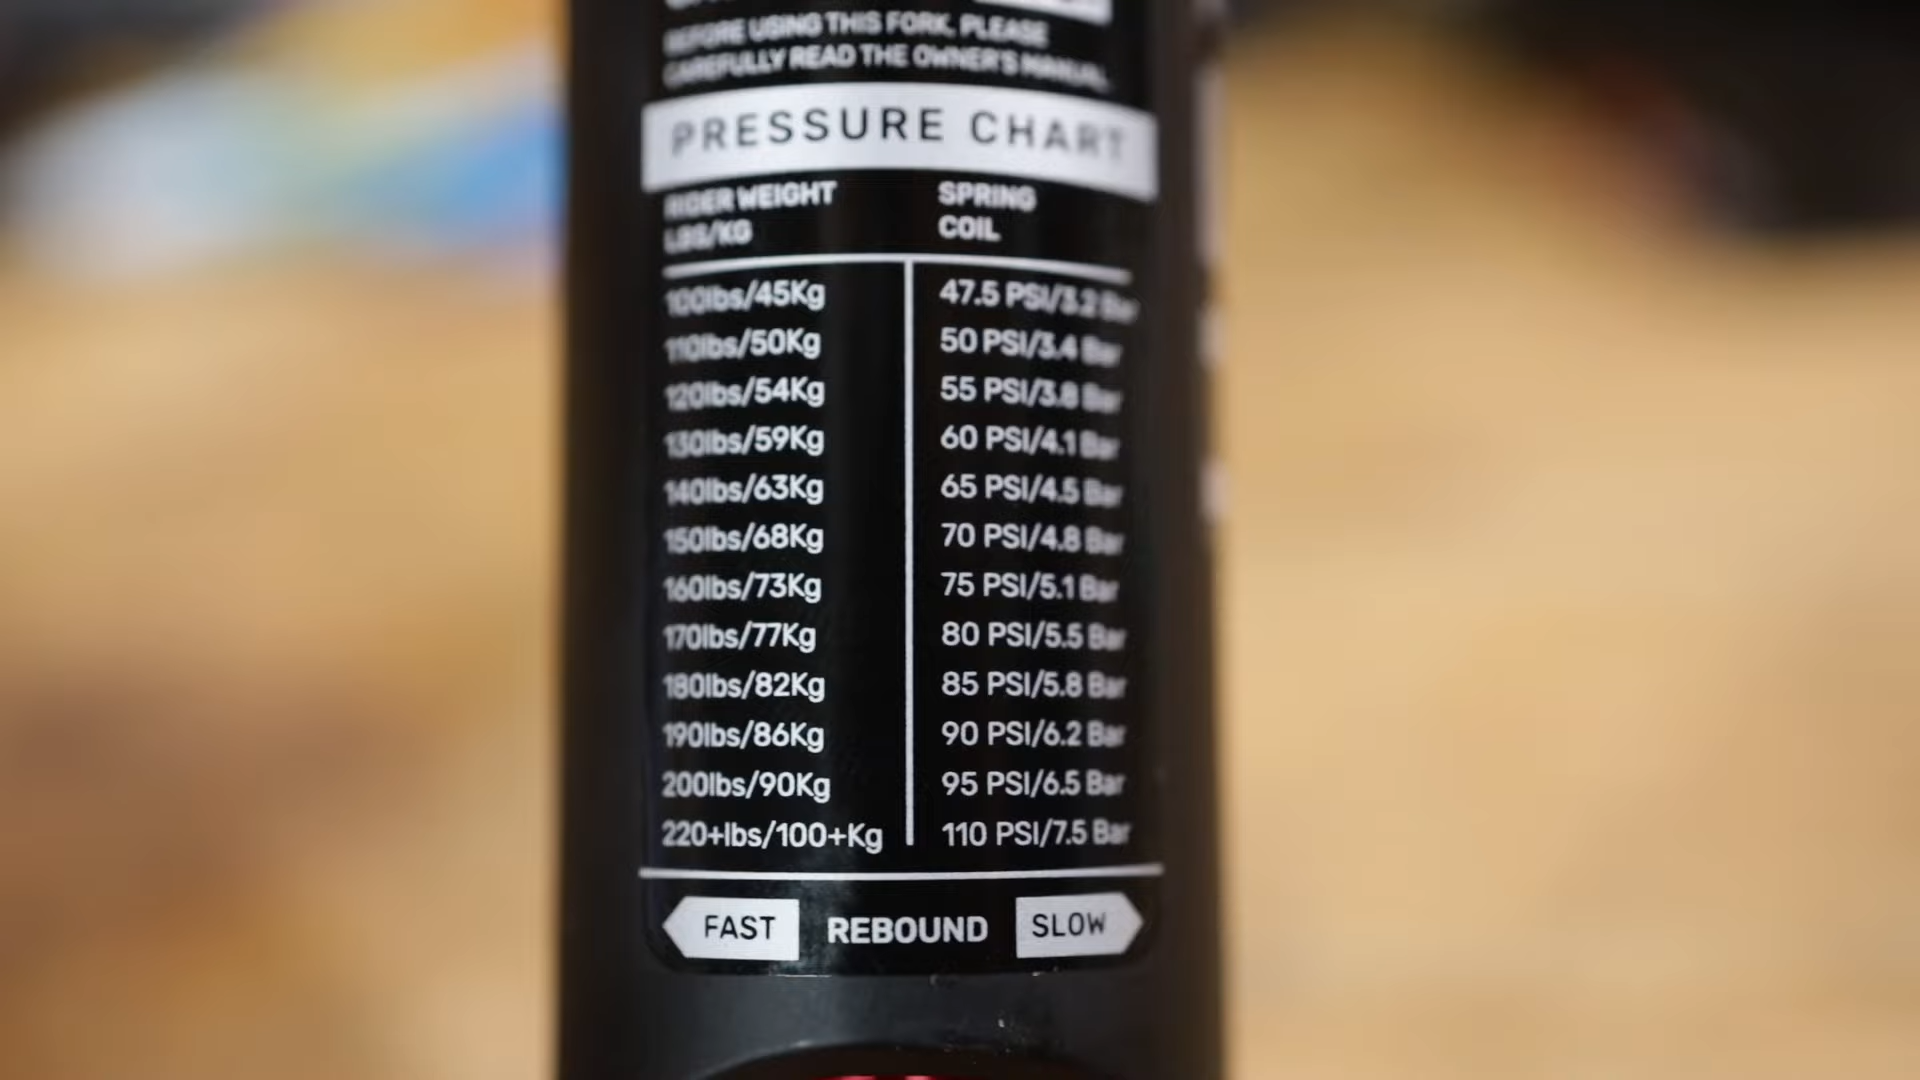 BEFORE USING THIS FORK, PLEASE
CAREFULLY READ THE OWNER'S MANUAL.
PRESSURE CHART
RIDER WEIGHT SPRING
LBS/KG COIL
100lbs/45Kg 47.5 PSI/3.2 Bar
110lbs/50Kg 50 PSI/3.4 Bar
120lbs/54Kg 55 PSI/3.8 Bar
130lbs/59Kg 60 PSI/4.1 Bar
140lbs/63Kg 65 PSI/4.5 Bar
150lbs/68Kg 70 PSI/4.8 Bar
160lbs/73Kg 75 PSI/5.1 Bar
170lbs/77Kg 80 PSI/5.5 Bar
180lbs/82Kg 85 PSI/5.8 Bar
190lbs/86Kg 90 PSI/6.2 Bar
200lbs/90Kg 95 PSI/6.5 Bar
220+lbs/100+Kg 110 PSI/7.5 Bar
FAST REBOUND SLOW